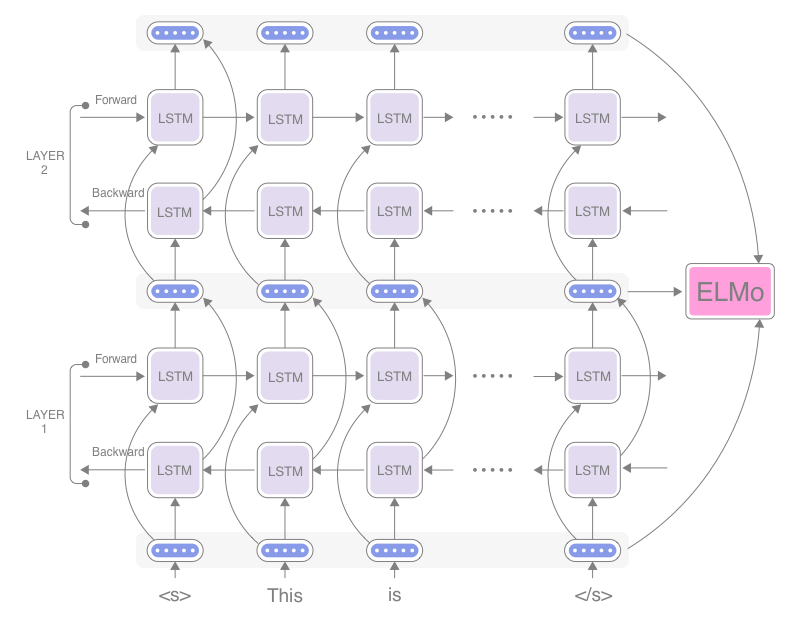 Forward
LSTM LSTM LSTM LSTM
LAYER
2
Backward
LSTM LSTM LSTM LSTM
ELMo
Forward
LSTM LSTM LSTM LSTM
LAYER
1
Backward
LSTM LSTM LSTM LSTM
<s> This is </s>